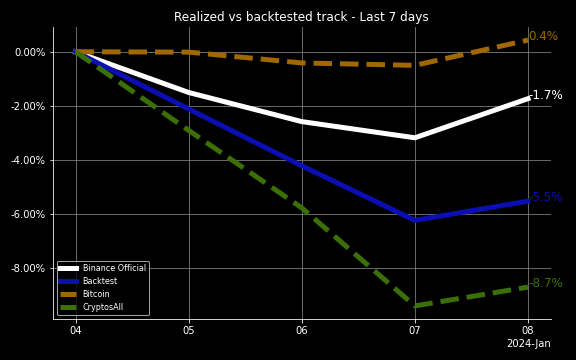 Realized vs backtested track - Last 7 days
0.00%
-2.00%
-4.00%
-6.00%
-8.00%
0.4%
-1.7%
-5.5%
-8.7%
Binance Official
Backtest
Bitcoin
CryptosAll
04 05 06 07 08
2024-Jan